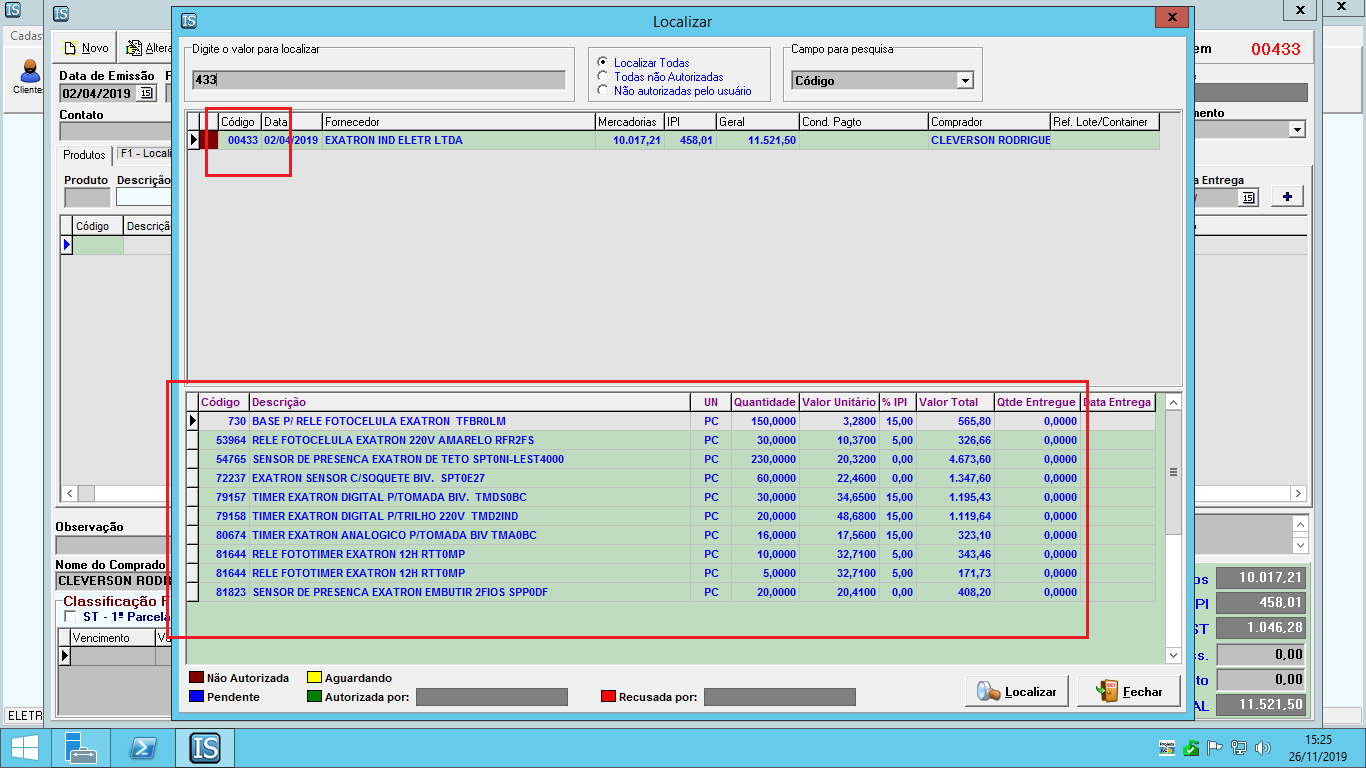 IS
IS
IS
Localizar
X
x
x
Cadas
Novo
Altera
em
00433
Clientes
Data de Emissão
02/04/2019
15
Contato
Digite o valor para localizar
433
Localizar Todas
Todas não Autorizadas
Não autorizadas pelo usuário
Campo para pesquisa
Código
mento
Código Data Fornecedor Mercadorias IPI Geral Cond. Pagto Comprador Ref. Lote/Container
00433 02/04/2019 EXATRON IND ELETR LTDA 10.017,21 458,01 11.521,50 CLEVERSON RODRIGUE
Produtos
F1 - Locali
Produto Descrição
a Entrega
15
+
Código Descriçã
Código Descrição UN Quantidade Valor Unitário % IPI Valor Total Qtde Entregue Data Entrega
730 BASE P/ RELE FOTOCELULA EXATRON TFBR0LM PC 150,0000 3,2800 15,00 565,80 0,0000
53964 RELE FOTOCELULA EXATRON 220V AMARELO RFR2FS PC 30,0000 10,3700 5,00 326,66 0,0000
54765 SENSOR DE PRESENCA EXATRON DE TETO SPT0NI-LEST4000 PC 230,0000 20,3200 0,00 4.673,60 0,0000
72237 EXATRON SENSOR C/SOQUETE BIV. SPT0E27 PC 60,0000 22,4600 0,00 1.347,60 0,0000
79157 TIMER EXATRON DIGITAL P/TOMADA BIV. TMDS0BC PC 30,0000 34,6500 15,00 1.195,43 0,0000
79158 TIMER EXATRON DIGITAL P/TRILHO 220V TMD2IND PC 20,0000 48,6800 15,00 1.119,64 0,0000
80674 TIMER EXATRON ANALOGICO P/TOMADA BIV TMA0BC PC 16,0000 17,5600 15,00 323,10 0,0000
81644 RELE FOTOTIMER EXATRON 12H RTT0MP PC 10,0000 32,7100 5,00 343,46 0,0000
81644 RELE FOTOTIMER EXATRON 12H RTT0MP PC 5,0000 32,7100 5,00 171,73 0,0000
81823 SENSOR DE PRESENCA EXATRON EMBUTIR 2FIOS SPP0DF PC 20,0000 20,4100 0,00 408,20 0,0000
Observação
Nome do Comprado
CLEVERSON RODRI
Classificação F
ST - 1ª Parcela
Vencimento
os 10.017,21
IPI 458,01
ST 1.046,28
ss. 0,00
to 0,00
AL 11.521,50
Não Autorizada
Aguardando
Pendente
Autorizada por:
Recusada por:
Localizar
Fechar
ELETR
IS
15:25
26/11/2019